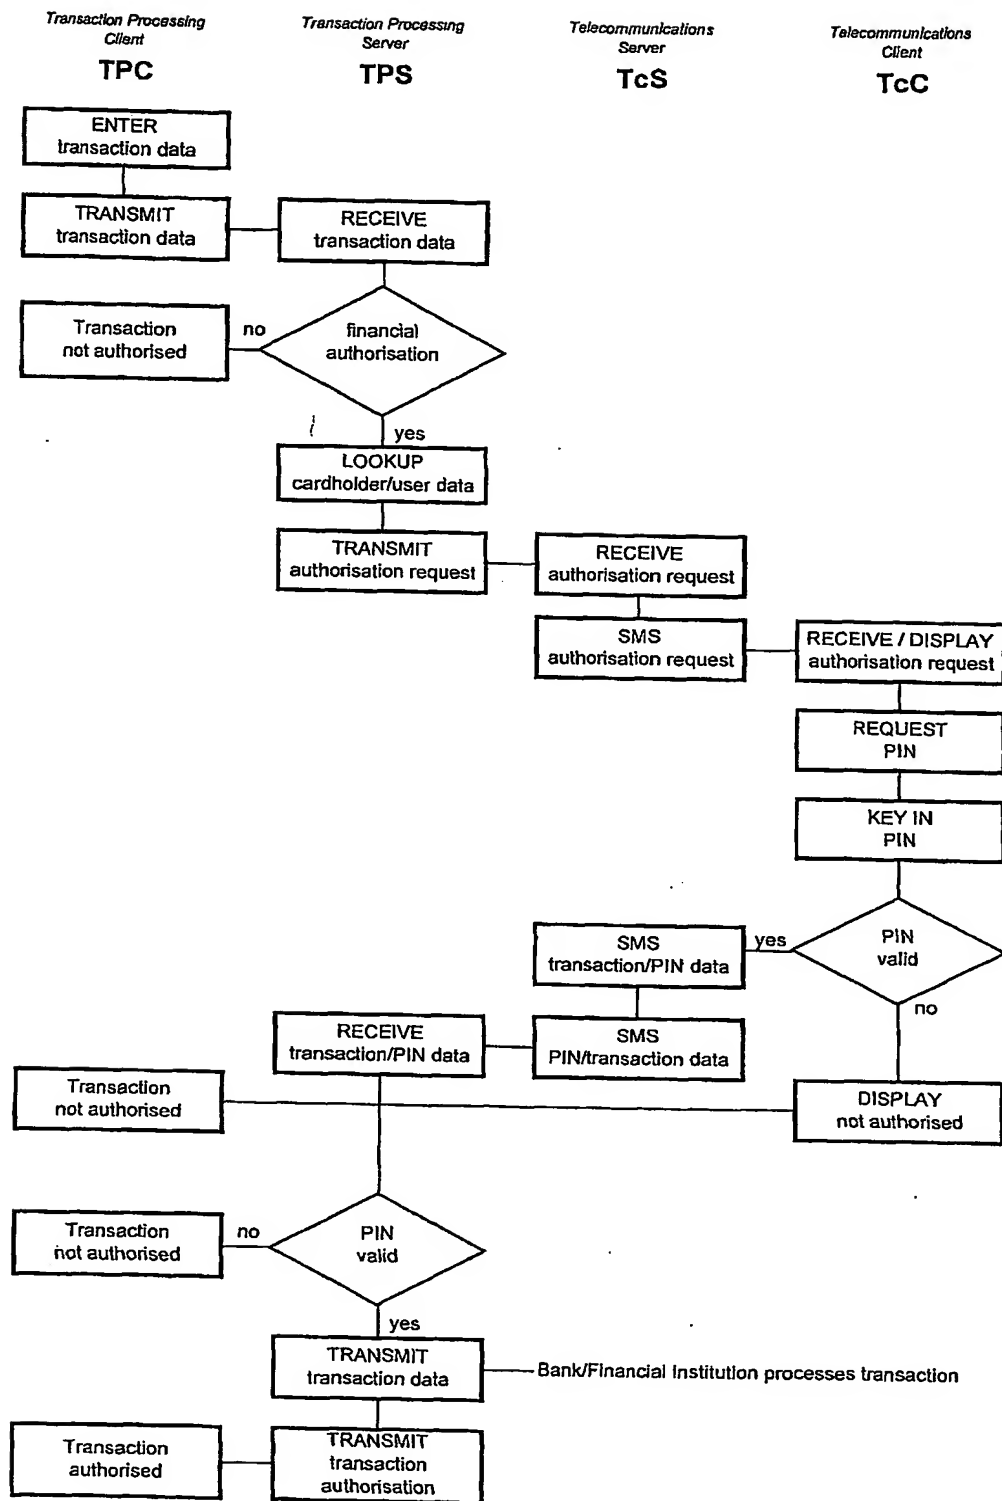 Transaction Processing
Client
TPC
Transaction Processing
Server
TPS
Telecommunications
Server
TcS
Telecommunications
Client
TcC
ENTER
transaction data
TRANSMIT
transaction data
RECEIVE
transaction data
Transaction
not authorised
no
financial
authorisation
yes
LOOKUP
cardholder/user data
TRANSMIT
authorisation request
RECEIVE
authorisation request
SMS
authorisation request
RECEIVE / DISPLAY
authorisation request
REQUEST
PIN
KEY IN
PIN
SMS
transaction/PIN data
yes
PIN
valid
no
RECEIVE
transaction/PIN data
SMS
PIN/transaction data
Transaction
not authorised
DISPLAY
not authorised
Transaction
not authorised
no
PIN
valid
yes
TRANSMIT
transaction data
Bank/Financial Institution processes transaction
Transaction
authorised
TRANSMIT
transaction
authorisation